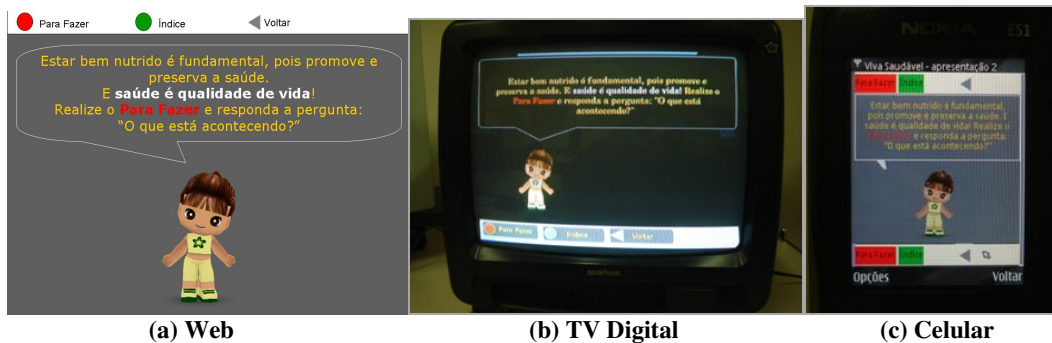 Para Fazer
Índice
Voltar
Estar bem nutrido é fundamental, pois promove e
preserva a saúde.
E saúde é qualidade de vida!
Realize o Para Fazer e responda a pergunta:
“O que está acontecendo?”
(a) Web
Estar bem nutrido é fundamental, pois promove e
preserva a saúde. E saúde é qualidade de vida! Realize o
Para Fazer e responda a pergunta: "O que está
acontecendo?"
Para Fazer
Índice
Voltar
(b) TV Digital
NOKIA E51
Viva Saudável - apresentação 2
Para Fazer Índice
Estar bem nutrido é fundamental,
pois promove e preserva a saúde. E
saúde é qualidade de vida! Realize o
Para Fazer e responda a pergunta:
"O que está acontecendo?"
Para Fazer Índice
Opções Voltar
(c) Celular